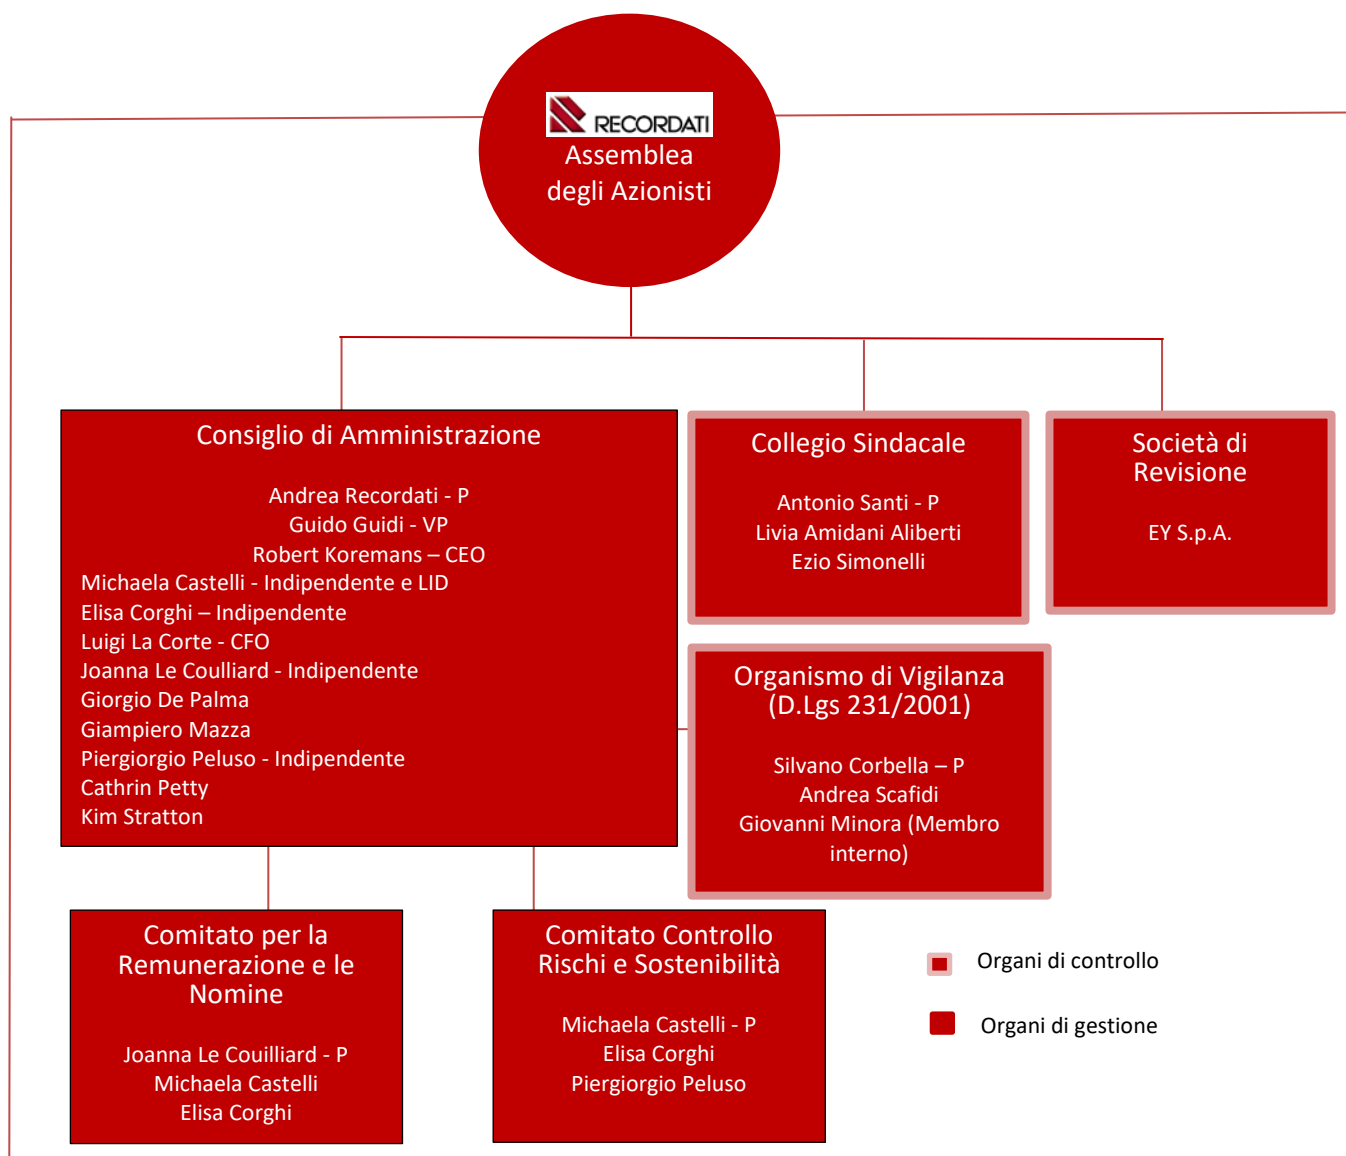 RECORDATI
Assemblea
degli Azionisti
Consiglio di Amministrazione
Andrea Recordati - P
Guido Guidi - VP
Robert Koremans – CEO
Michaela Castelli - Indipendente e LID
Elisa Corghi – Indipendente
Luigi La Corte - CFO
Joanna Le Coulliard - Indipendente
Giorgio De Palma
Giampiero Mazza
Piergiorgio Peluso - Indipendente
Cathrin Petty
Kim Stratton
Collegio Sindacale
Antonio Santi - P
Livia Amidani Aliberti
Ezio Simonelli
Società di
Revisione
EY S.p.A.
Organismo di Vigilanza
(D.Lgs 231/2001)
Silvano Corbella – P
Andrea Scafidi
Giovanni Minora (Membro
interno)
Comitato per la
Remunerazione e le
Nomine
Joanna Le Couilliard - P
Michaela Castelli
Elisa Corghi
Comitato Controllo
Rischi e Sostenibilità
Michaela Castelli - P
Elisa Corghi
Piergiorgio Peluso
Organi di controllo
Organi di gestione